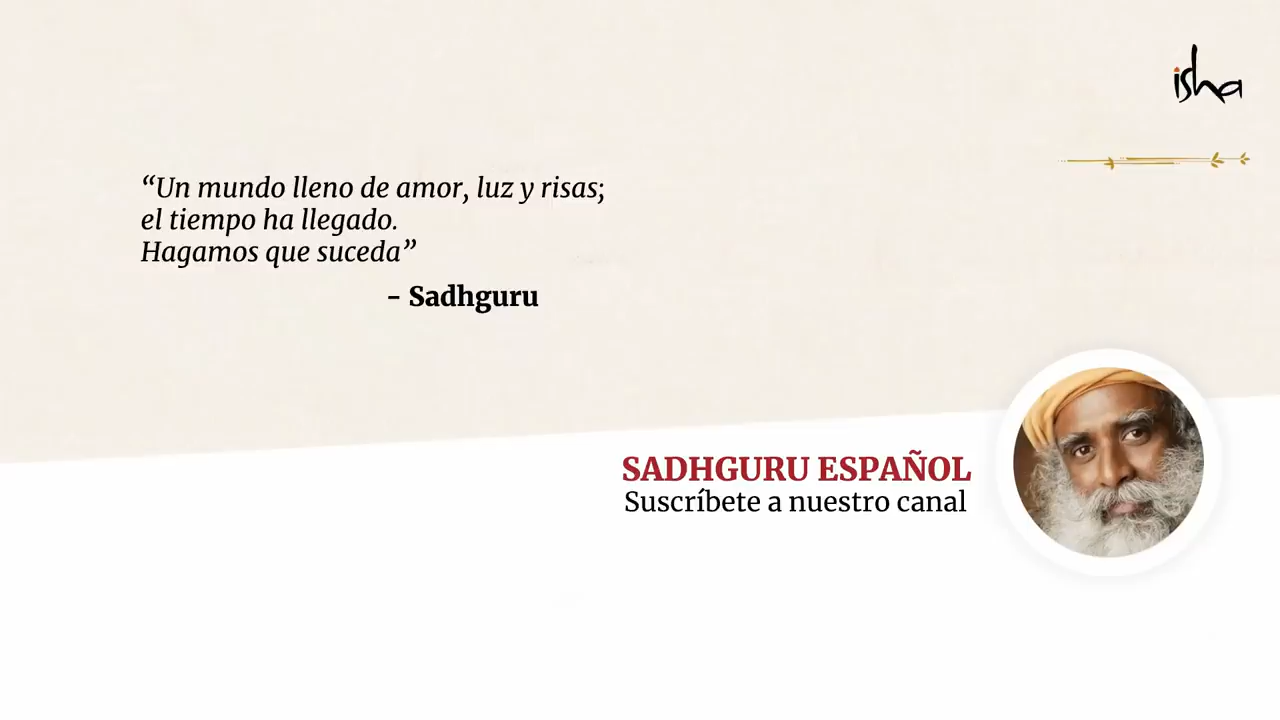 isha
“Un mundo lleno de amor, luz y risas;
el tiempo ha llegado.
Hagamos que suceda”
- Sadhguru
SADHGURU ESPAÑOL
Suscríbete a nuestro canal